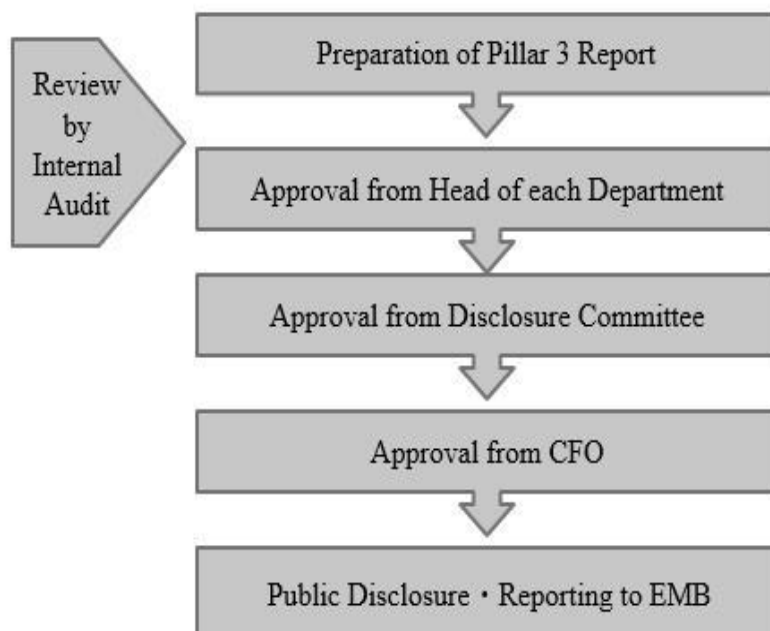 Review
by
Internal
Audit
Preparation of Pillar 3 Report
Approval from Head of each Department
Approval from Disclosure Committee
Approval from CFO
Public Disclosure・Reporting to EMB